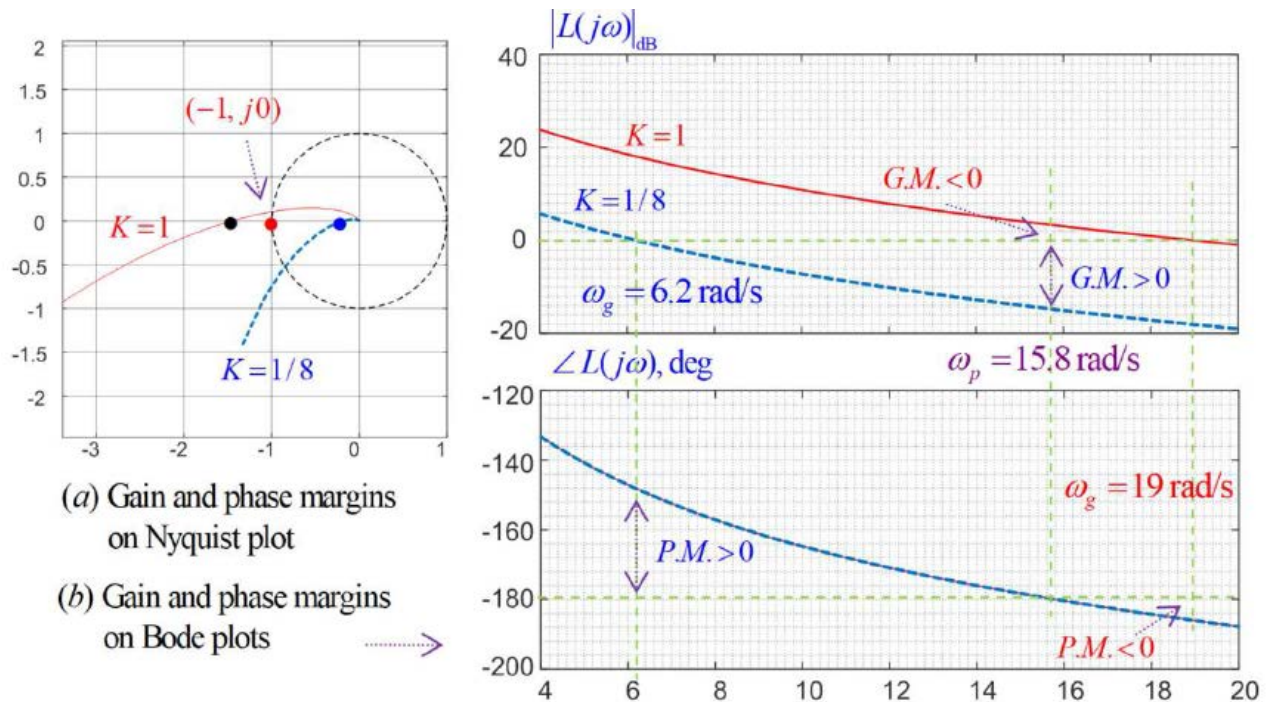 2
1.5
1
0.5
0
-0.5
-1
-1.5
-2
-3
-2
-1
0
1
(−1, j0)
K = 1
K = 1/8
(a) Gain and phase margins
on Nyquist plot
(b) Gain and phase margins
on Bode plots
|L(jω)|dB
40
20
0
-20
K = 1
K = 1/8
G.M. < 0
G.M. > 0
ωg = 6.2 rad/s
∠L(jω), deg
ωp = 15.8 rad/s
-120
-140
-160
-180
-200
ωg = 19 rad/s
P.M. > 0
P.M. < 0
4
6
8
10
12
14
16
18
20